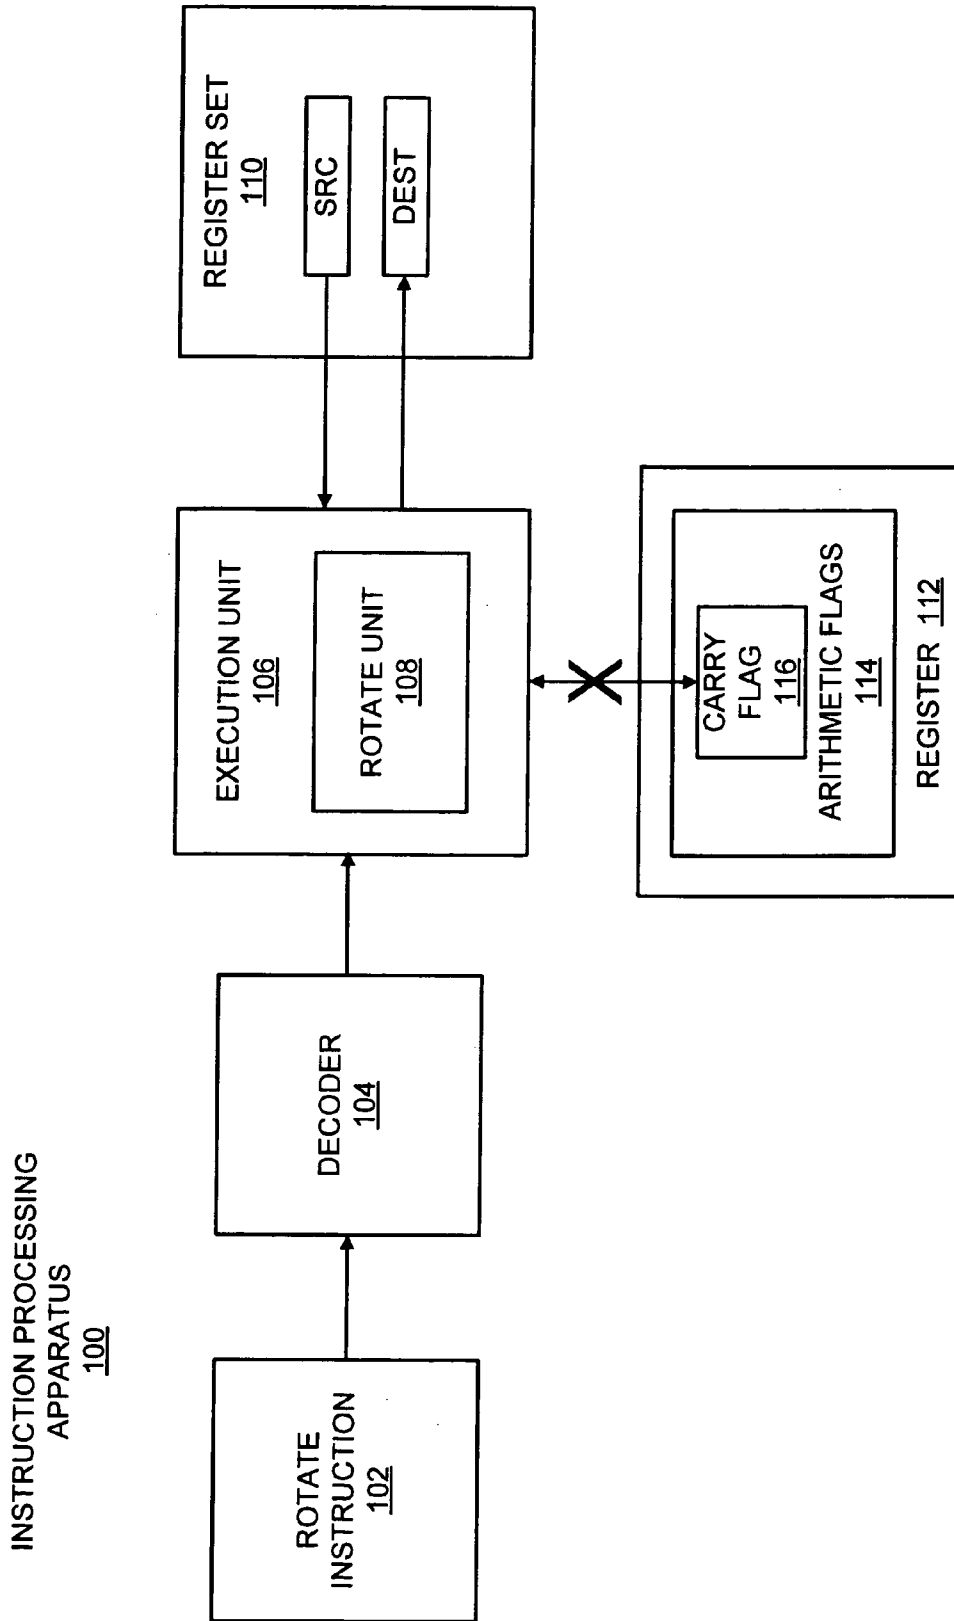 INSTRUCTION PROCESSING
APPARATUS
100
ROTATE
INSTRUCTION
102
DECODER
104
EXECUTION UNIT
106
ROTATE UNIT
108
REGISTER SET
110
SRC
DEST
CARRY
FLAG
116
ARITHMETIC FLAGS
114
REGISTER 112